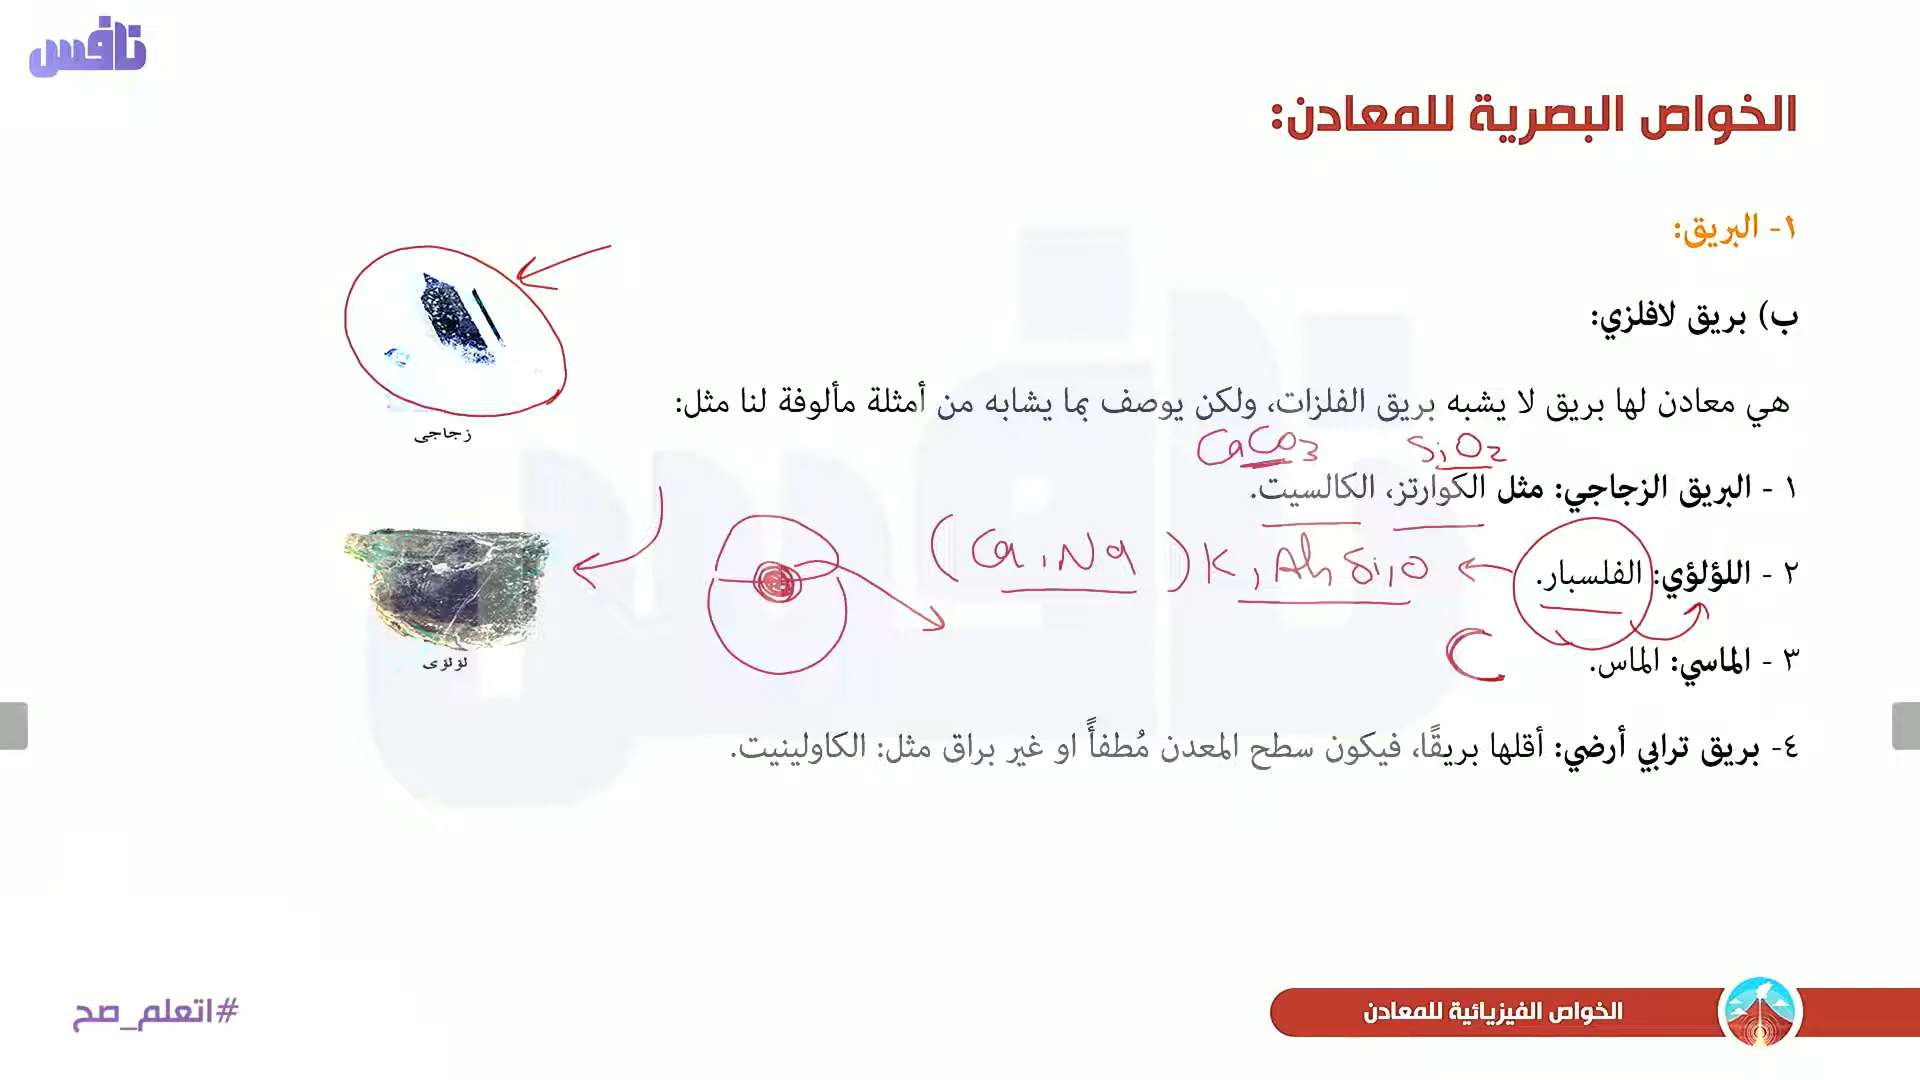 نافس
الخواص البصرية للمعادن:
١- البريق:
ب) بريق لافلزي:
هي معادن لها بريق لا يشبه بريق الفلزات، ولكن يوصف بما يشابه من أمثلة مألوفة لنا مثل:
CaCO3 SiO2
١ - البريق الزجاجي: مثل الكوارتز، الكالسيت.
زجاجى
(Ca, Na) K, Al, Si, O
٢ - اللؤلؤي: الفلسبار.
لؤلؤى
٣ - الماسي: الماس. C
٤- بريق ترابي أرضي: أقلها بريقًا، فيكون سطح المعدن مُطفأً او غير براق مثل: الكاولينيت.
#اتعلم_صح
الخواص الفيزيائية للمعادن